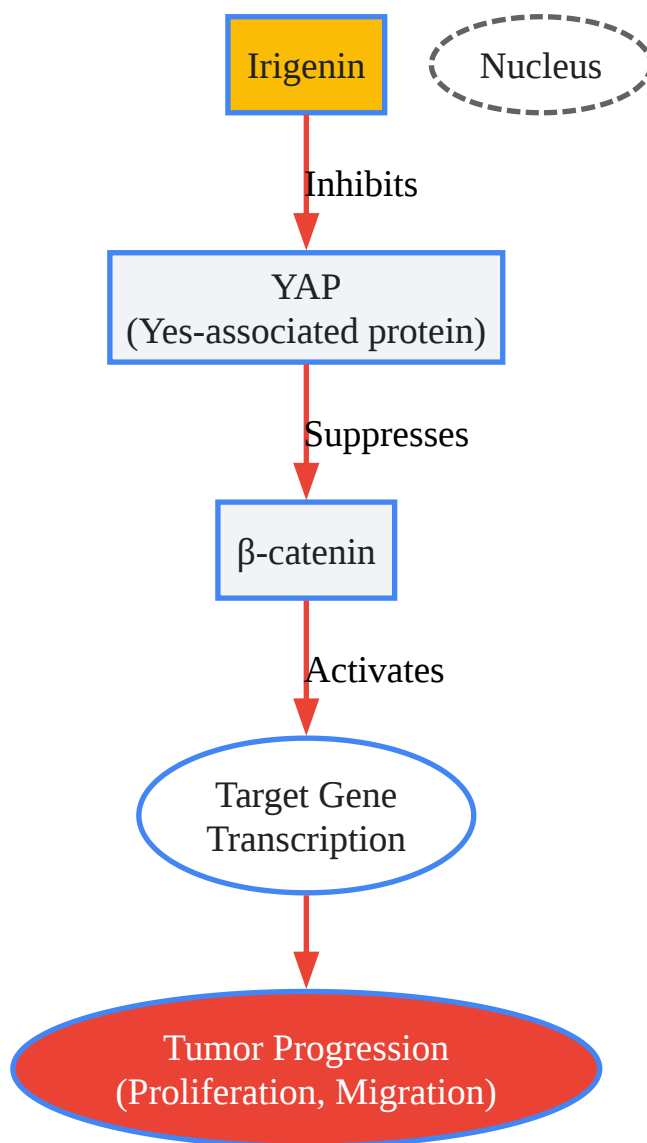 Irigenin
Nucleus
Inhibits
YAP
(Yes-associated protein)
Suppresses
β-catenin
Activates
Target Gene
Transcription
Tumor Progression
(Proliferation, Migration)